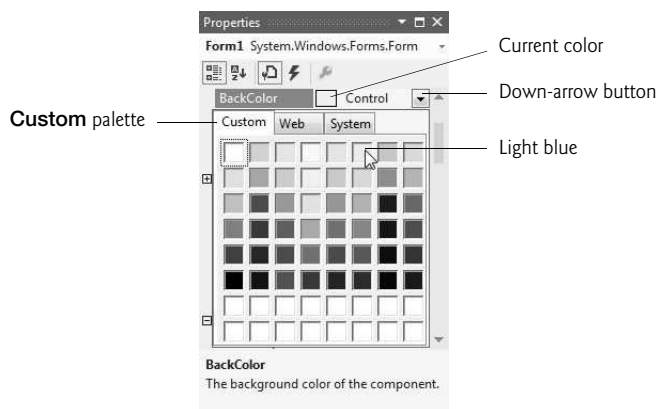 Properties
Form1 System.Windows.Forms.Form
Current color
BackColor Control
Down-arrow button
Custom palette
Custom Web System
Light blue
BackColor
The background color of the component.